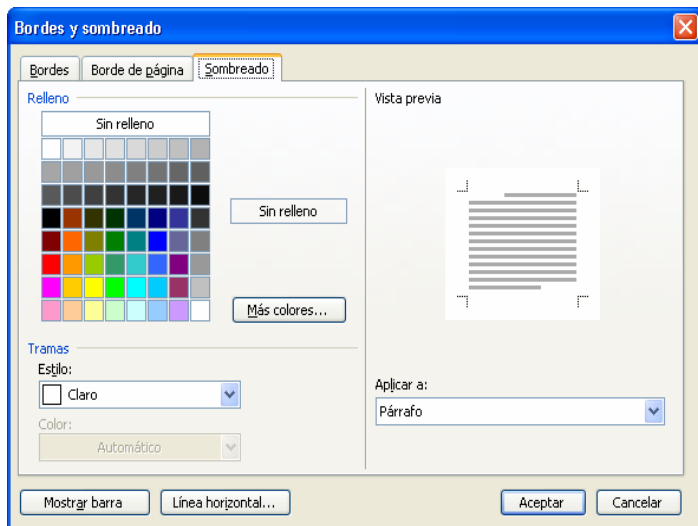 Bordes y sombreado
Bordes
Borde de página
Sombreado
Relleno
Sin relleno
Sin relleno
Más colores...
Tramas
Estilo:
Claro
Color:
Automático
Vista previa
Aplicar a:
Párrafo
Mostrar barra
Línea horizontal...
Aceptar
Cancelar